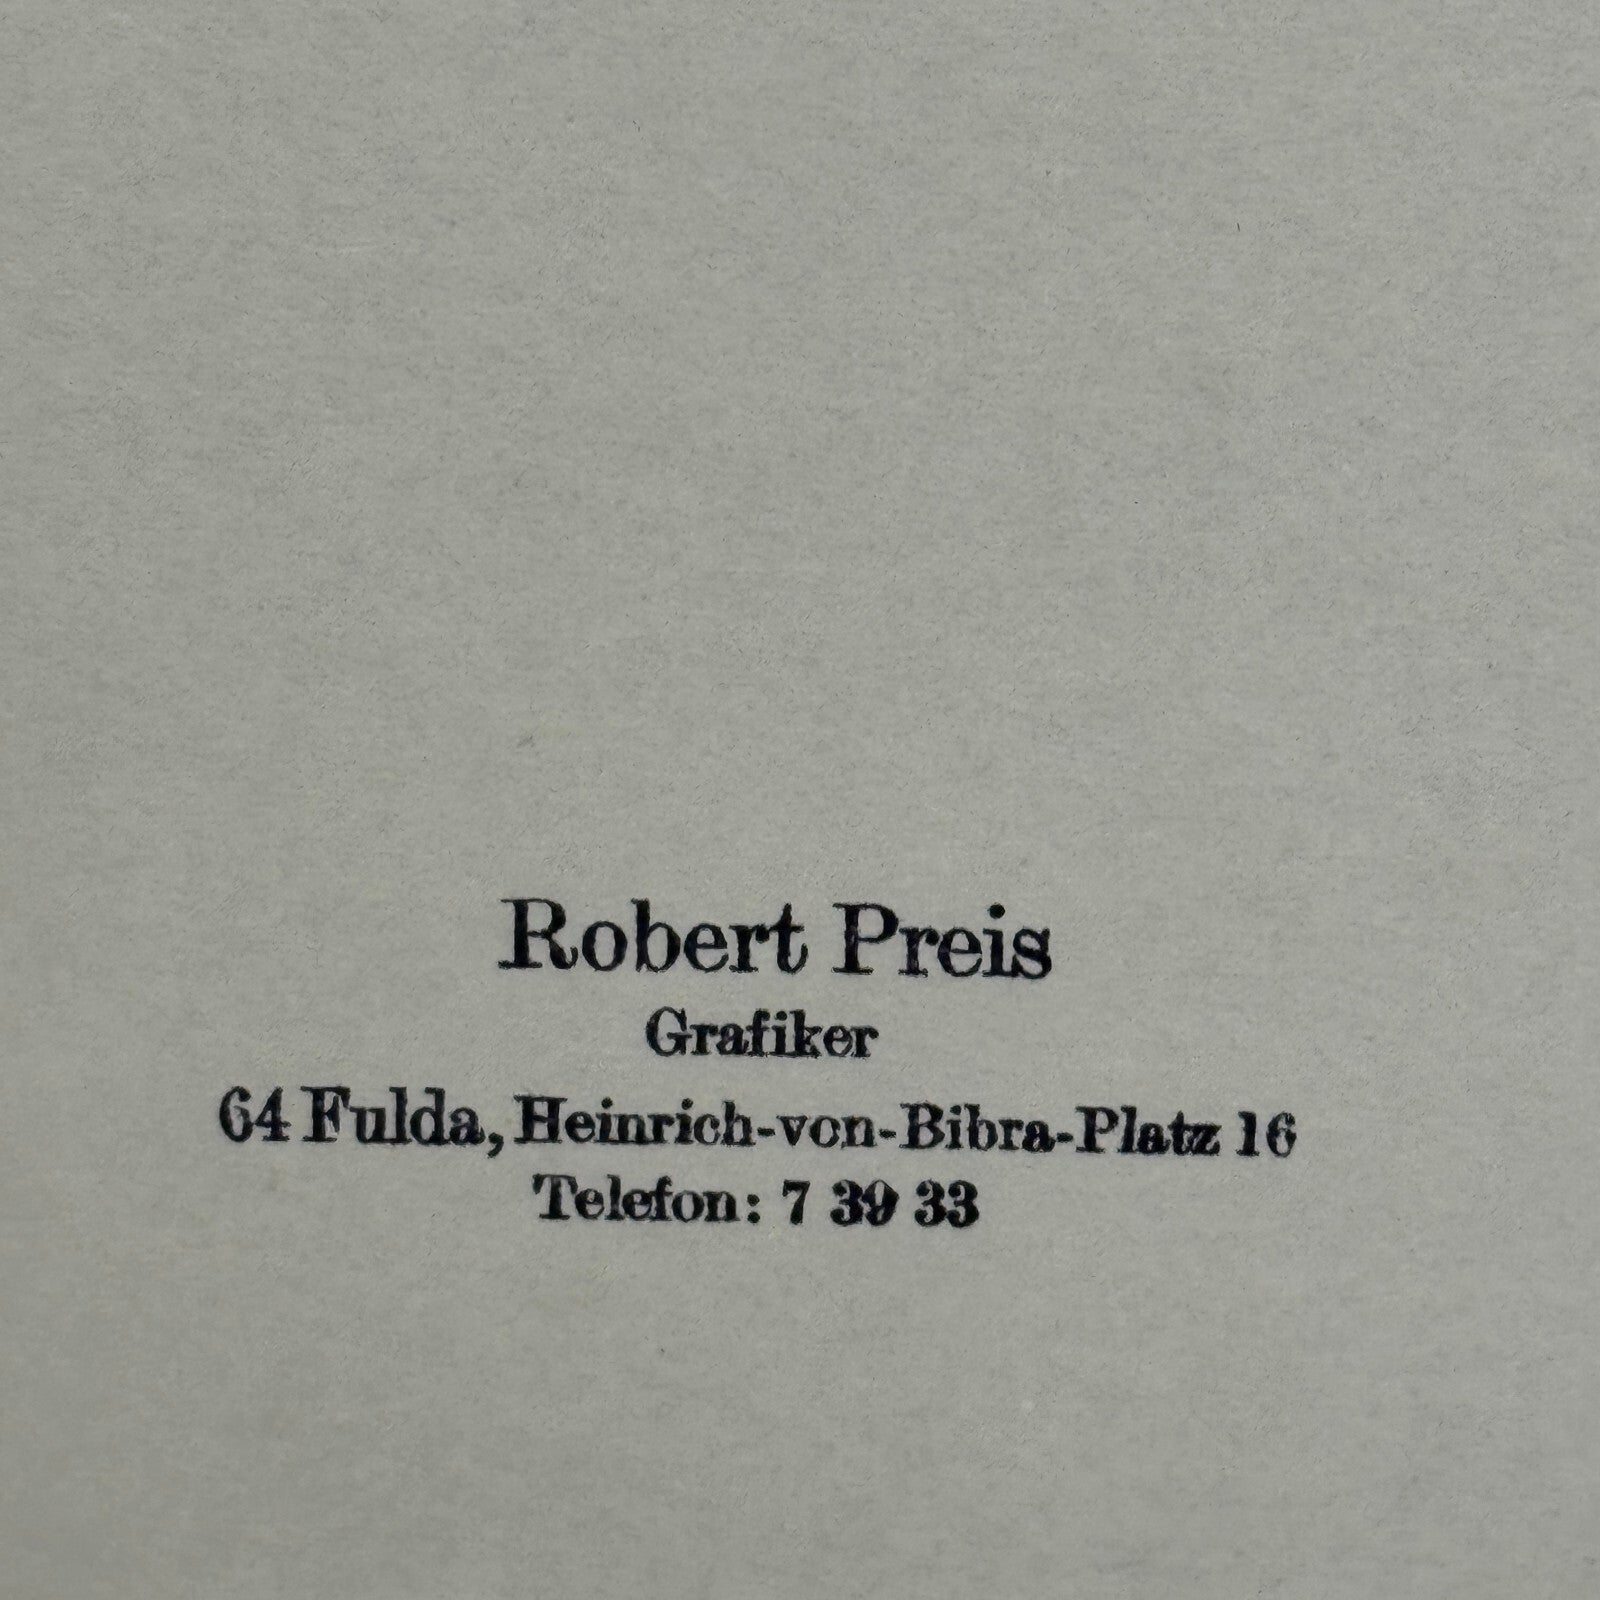 Robert Preis
Grafiker
64 Fulda, Heinrich-von-Bibra-Platz 16
Telefon: 7 39 33